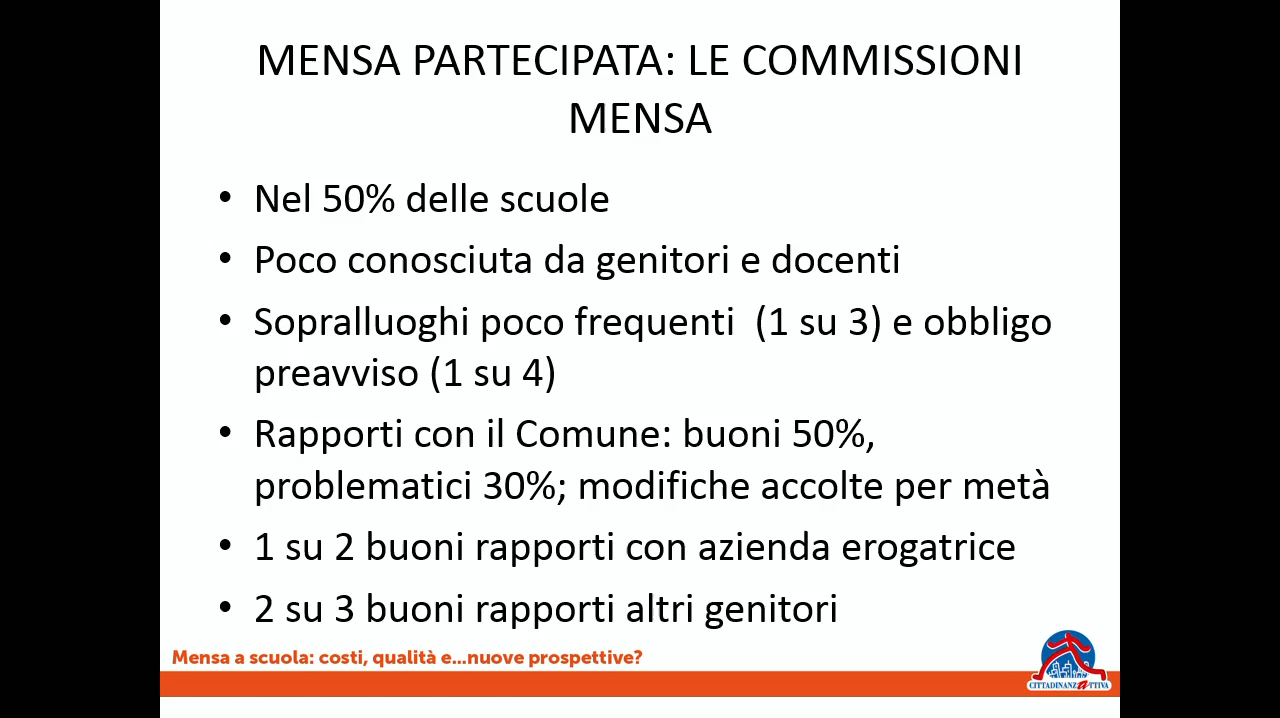 MENSA PARTECIPATA: LE COMMISSIONI
MENSA
• Nel 50% delle scuole
• Poco conosciuta da genitori e docenti
• Sopralluoghi poco frequenti  (1 su 3) e obbligo
preavviso (1 su 4)
• Rapporti con il Comune: buoni 50%,
problematici 30%; modifiche accolte per metà
• 1 su 2 buoni rapporti con azienda erogatrice
• 2 su 3 buoni rapporti altri genitori
Mensa a scuola: costi, qualità e...nuove prospettive?
CITTADINANZATTIVA